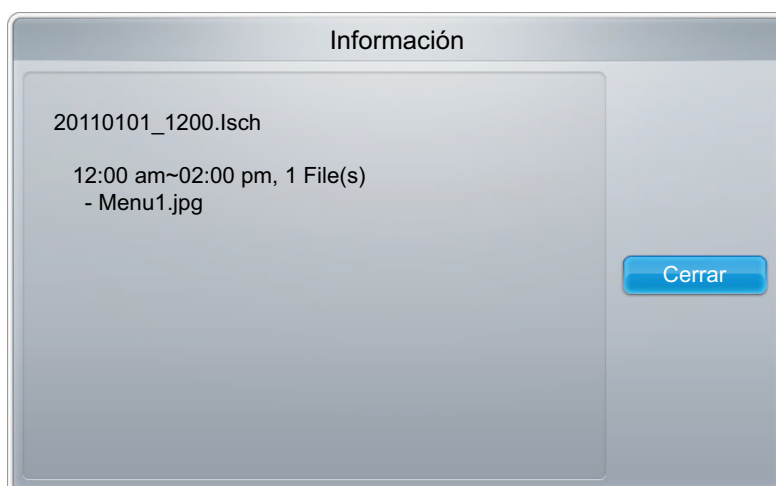 Información
20110101_1200.lsch
12:00 am~02:00 pm, 1 File(s)
- Menu1.jpg
Cerrar